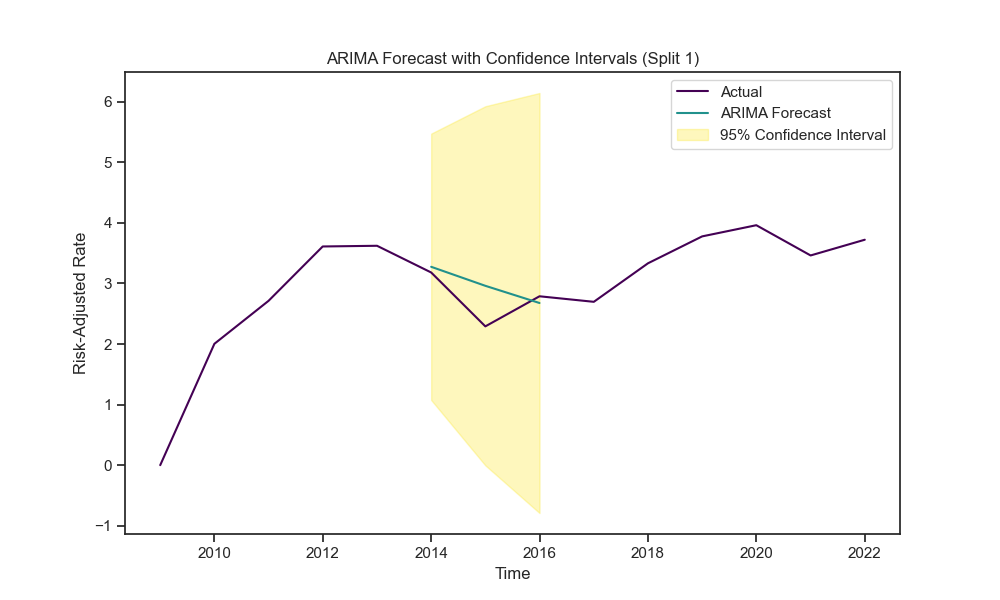 ARIMA Forecast with Confidence Intervals (Split 1)
Actual
ARIMA Forecast
95% Confidence Interval
Risk-Adjusted Rate
6
5
4
3
2
1
0
−1
2010 2012 2014 2016 2018 2020 2022
Time